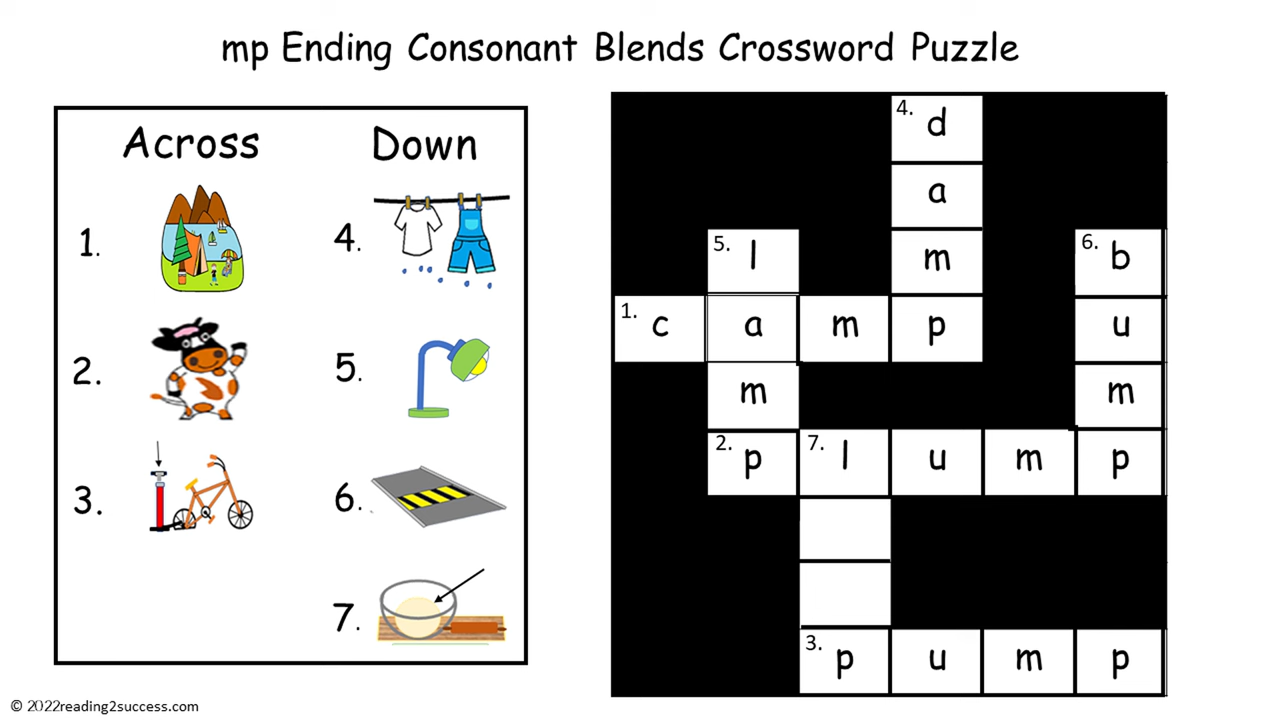 mp Ending Consonant Blends Crossword Puzzle
Across
1.
2.
3.
Down
4.
5.
6.
7.
4. d
a
5. l m 6. b
1. c a m p u
m m
2. p 7. l u m p
3. p u m p
© 2022reading2success.com